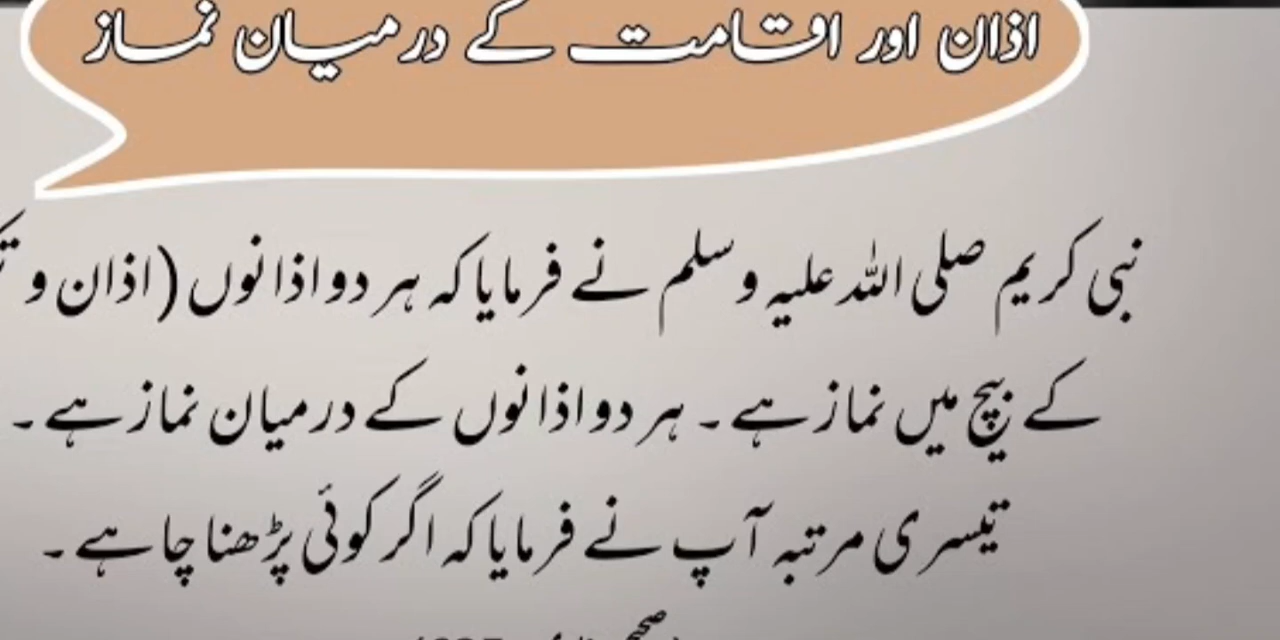 اذان اور اقامت کے درمیان نماز
نبی کریم صلی اللہ علیہ وسلم نے فرمایا کہ ہر دو اذانوں (اذان و
کے بیچ میں نماز ہے۔ ہر دو اذانوں کے درمیان نماز ہے۔
تیسری مرتبہ آپ نے فرمایا کہ اگر کوئی پڑھنا چاہے۔